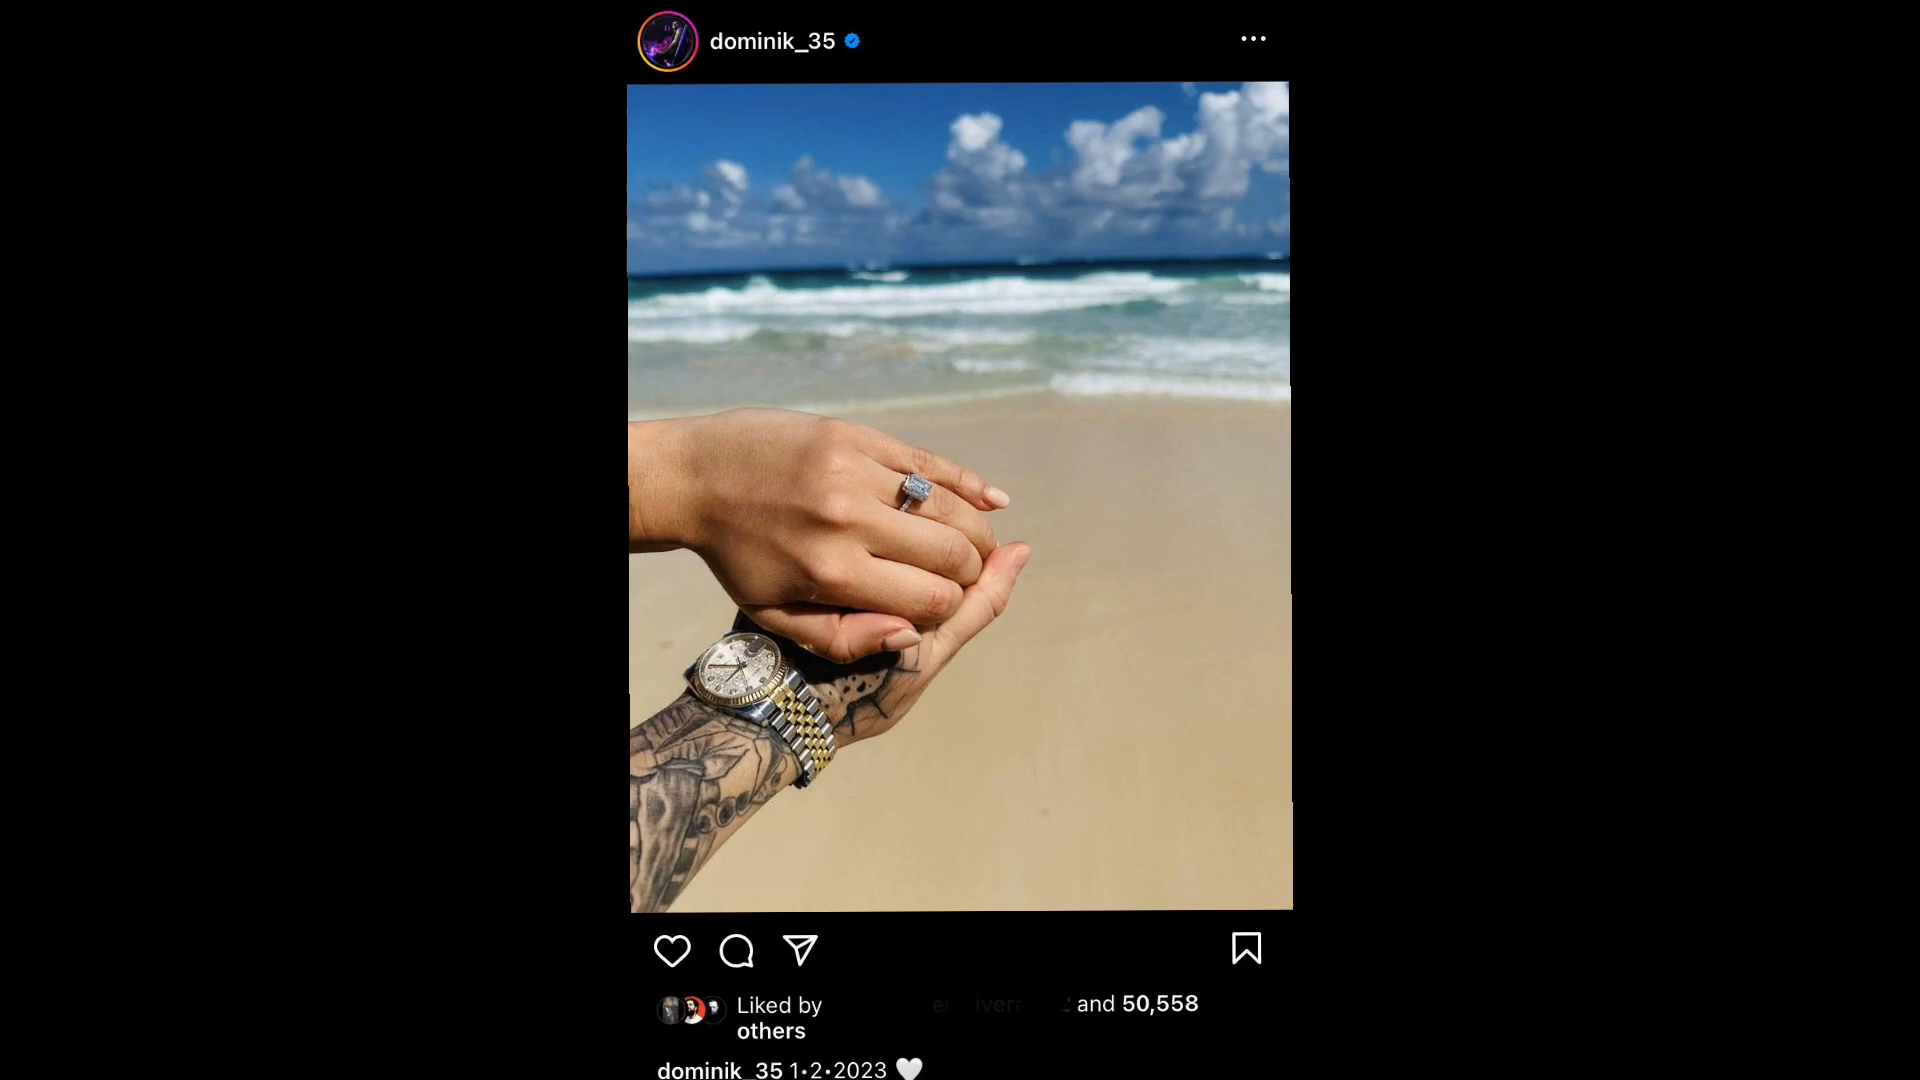 dominik_35
Liked by and 50,558
others
dominik_35 1•2•2023 🤍